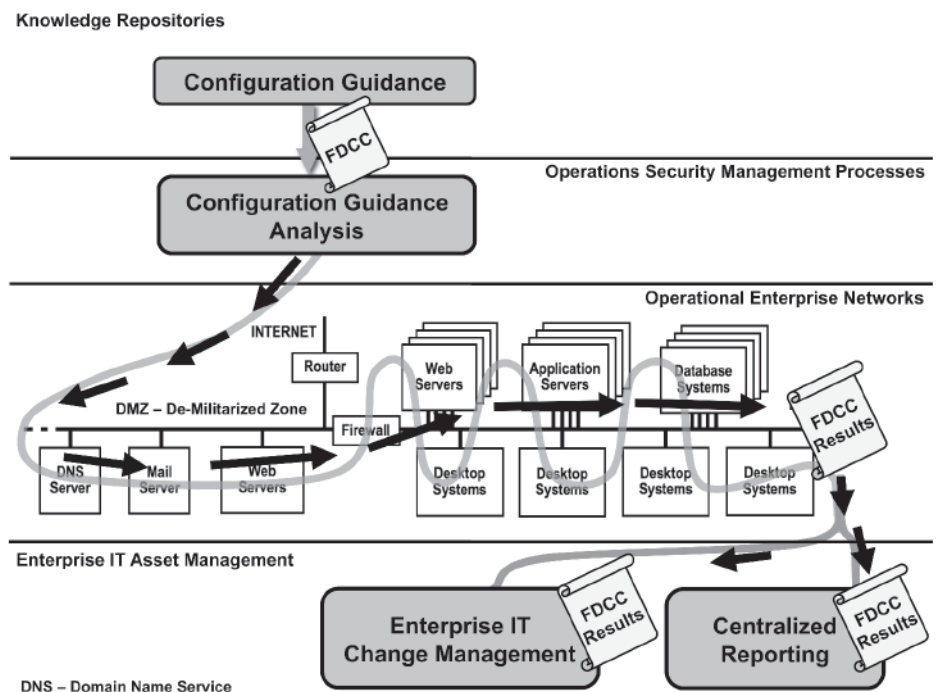 Knowledge Repositories
Configuration Guidance
FDCC
Operations Security Management Processes
Configuration Guidance
Analysis
Operational Enterprise Networks
INTERNET
Router
Web
Servers
Application
Servers
Database
Systems
DMZ – De-Militarized Zone
Firewall
FDCC
Results
DNS
Server
Mail
Server
Web
Servers
Desktop
Systems
Desktop
Systems
Desktop
Systems
Desktop
Systems
Enterprise IT Asset Management
Enterprise IT
Change Management
FDCC
Results
Centralized
Reporting
FDCC
Results
DNS – Domain Name Service